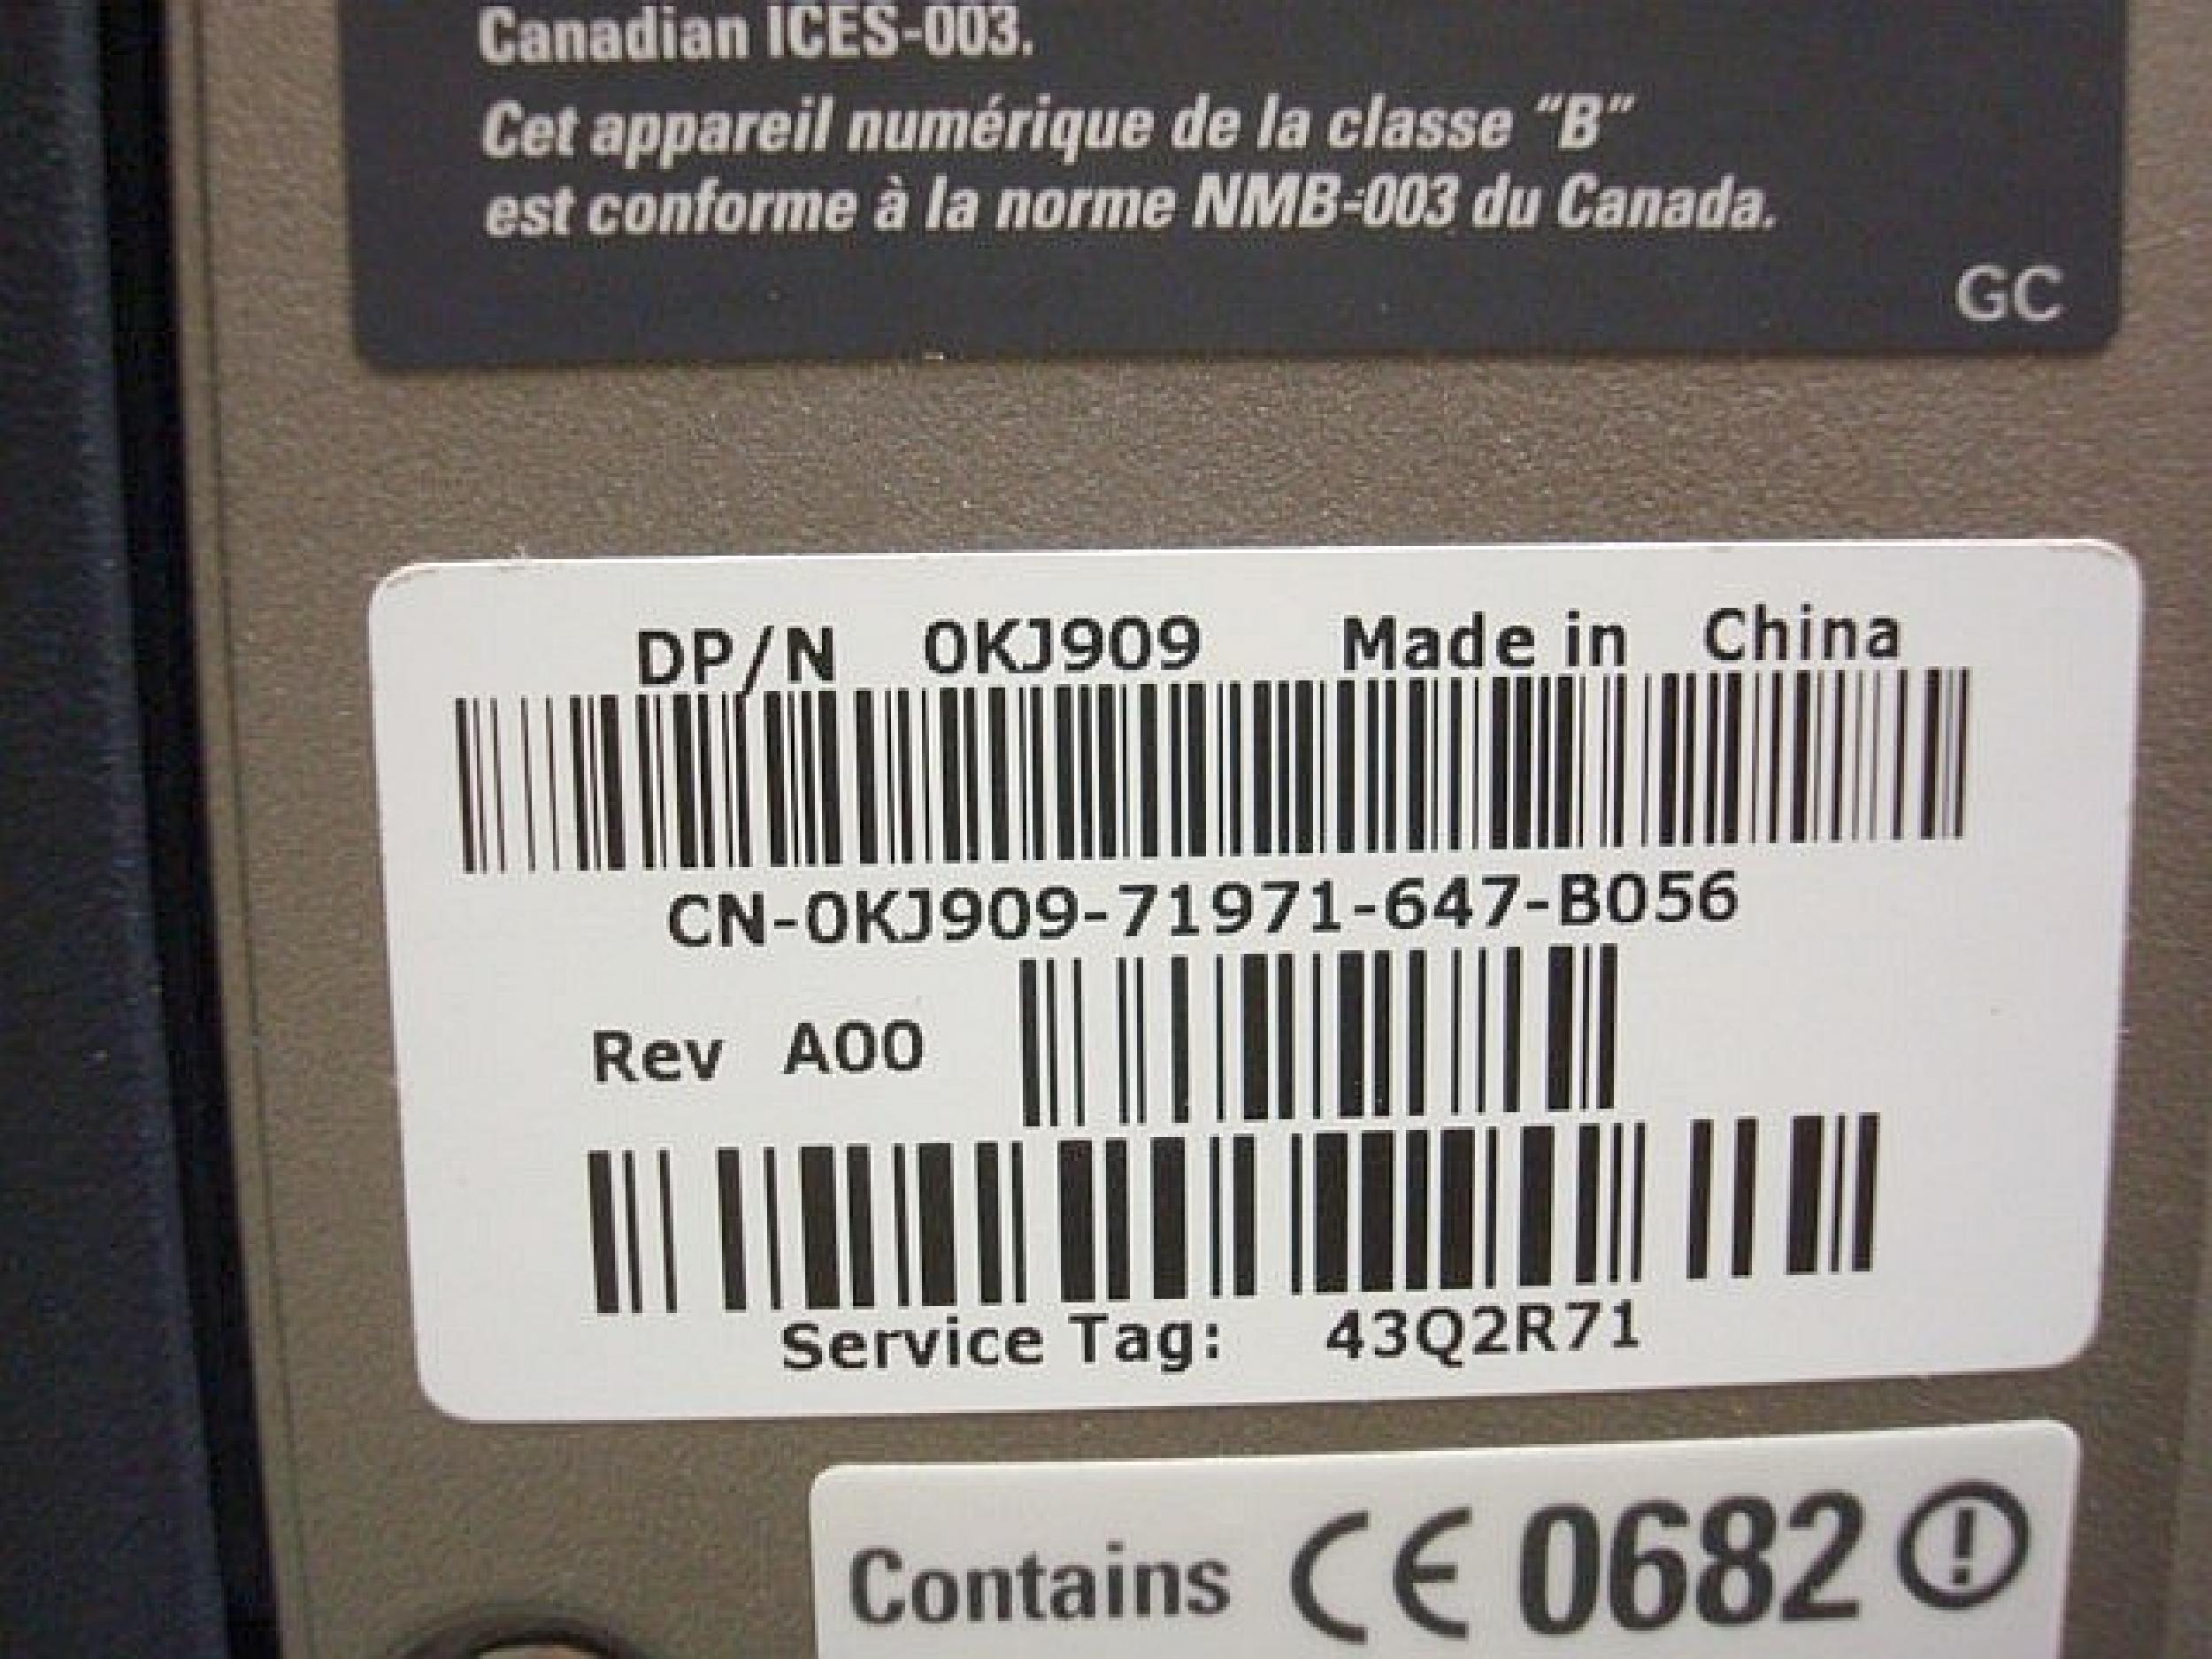 Canadian ICES-003.
Cet appareil numérique de la classe “B”
est conforme à la norme NMB-003 du Canada.
GC
DP/N 0KJ909 Made in China
CN-0KJ909-71971-647-B056
Rev A00
Service Tag: 43Q2R71
Contains CE 0682